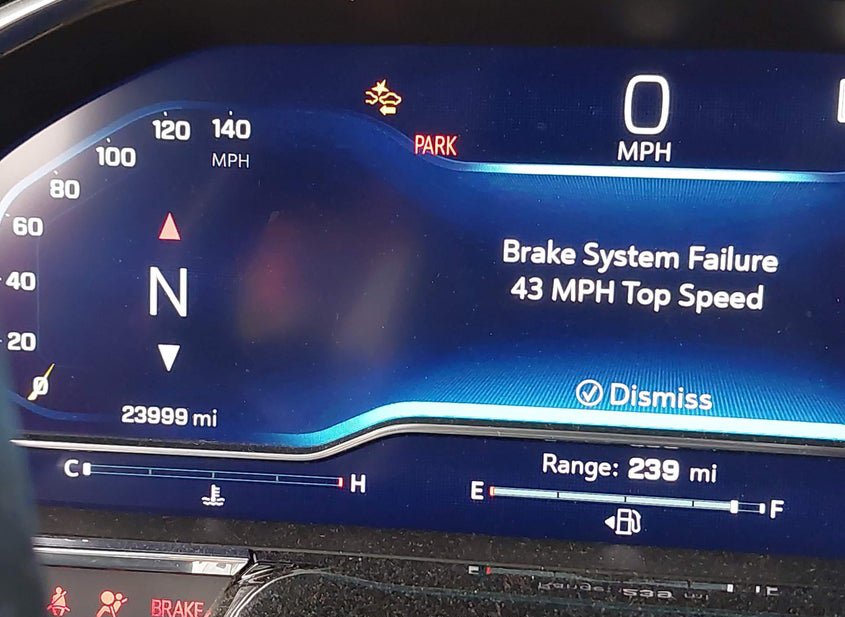 120 140
100
MPH
80
60
40
20
0
PARK
0
MPH
N
Brake System Failure
43 MPH Top Speed
Dismiss
23999 mi
C H
Range: 239 mi
E F
BRAKE